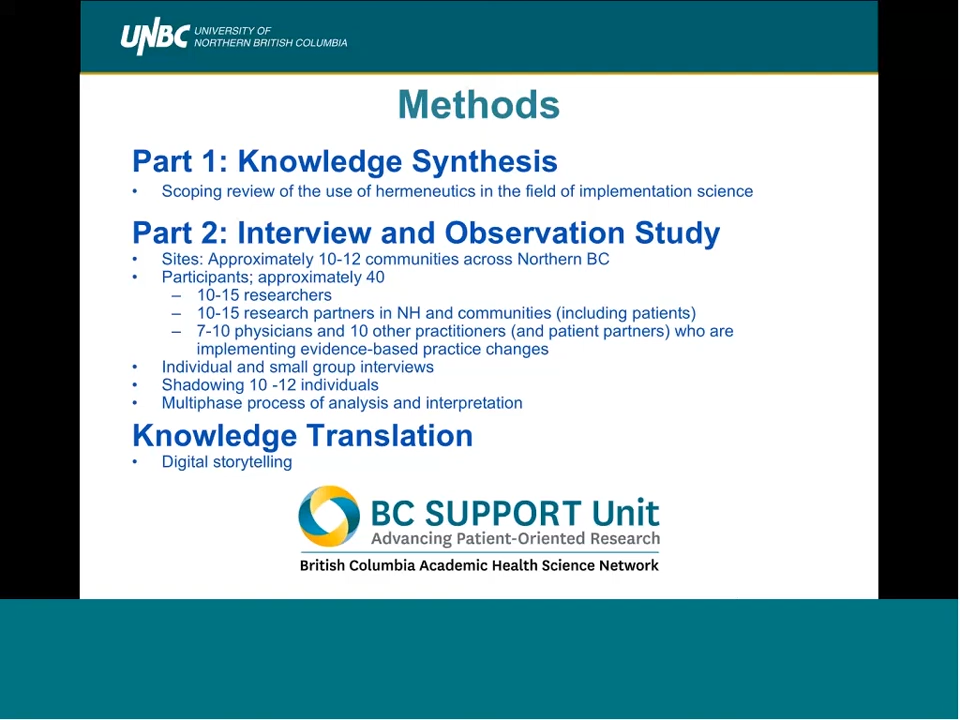 UNBC UNIVERSITY OF
NORTHERN BRITISH COLUMBIA
Methods
Part 1: Knowledge Synthesis
• Scoping review of the use of hermeneutics in the field of implementation science
Part 2: Interview and Observation Study
• Sites: Approximately 10-12 communities across Northern BC
• Participants; approximately 40
– 10-15 researchers
– 10-15 research partners in NH and communities (including patients)
– 7-10 physicians and 10 other practitioners (and patient partners) who are
implementing evidence-based practice changes
• Individual and small group interviews
• Shadowing 10 -12 individuals
• Multiphase process of analysis and interpretation
Knowledge Translation
• Digital storytelling
BC SUPPORT Unit
Advancing Patient-Oriented Research
British Columbia Academic Health Science Network